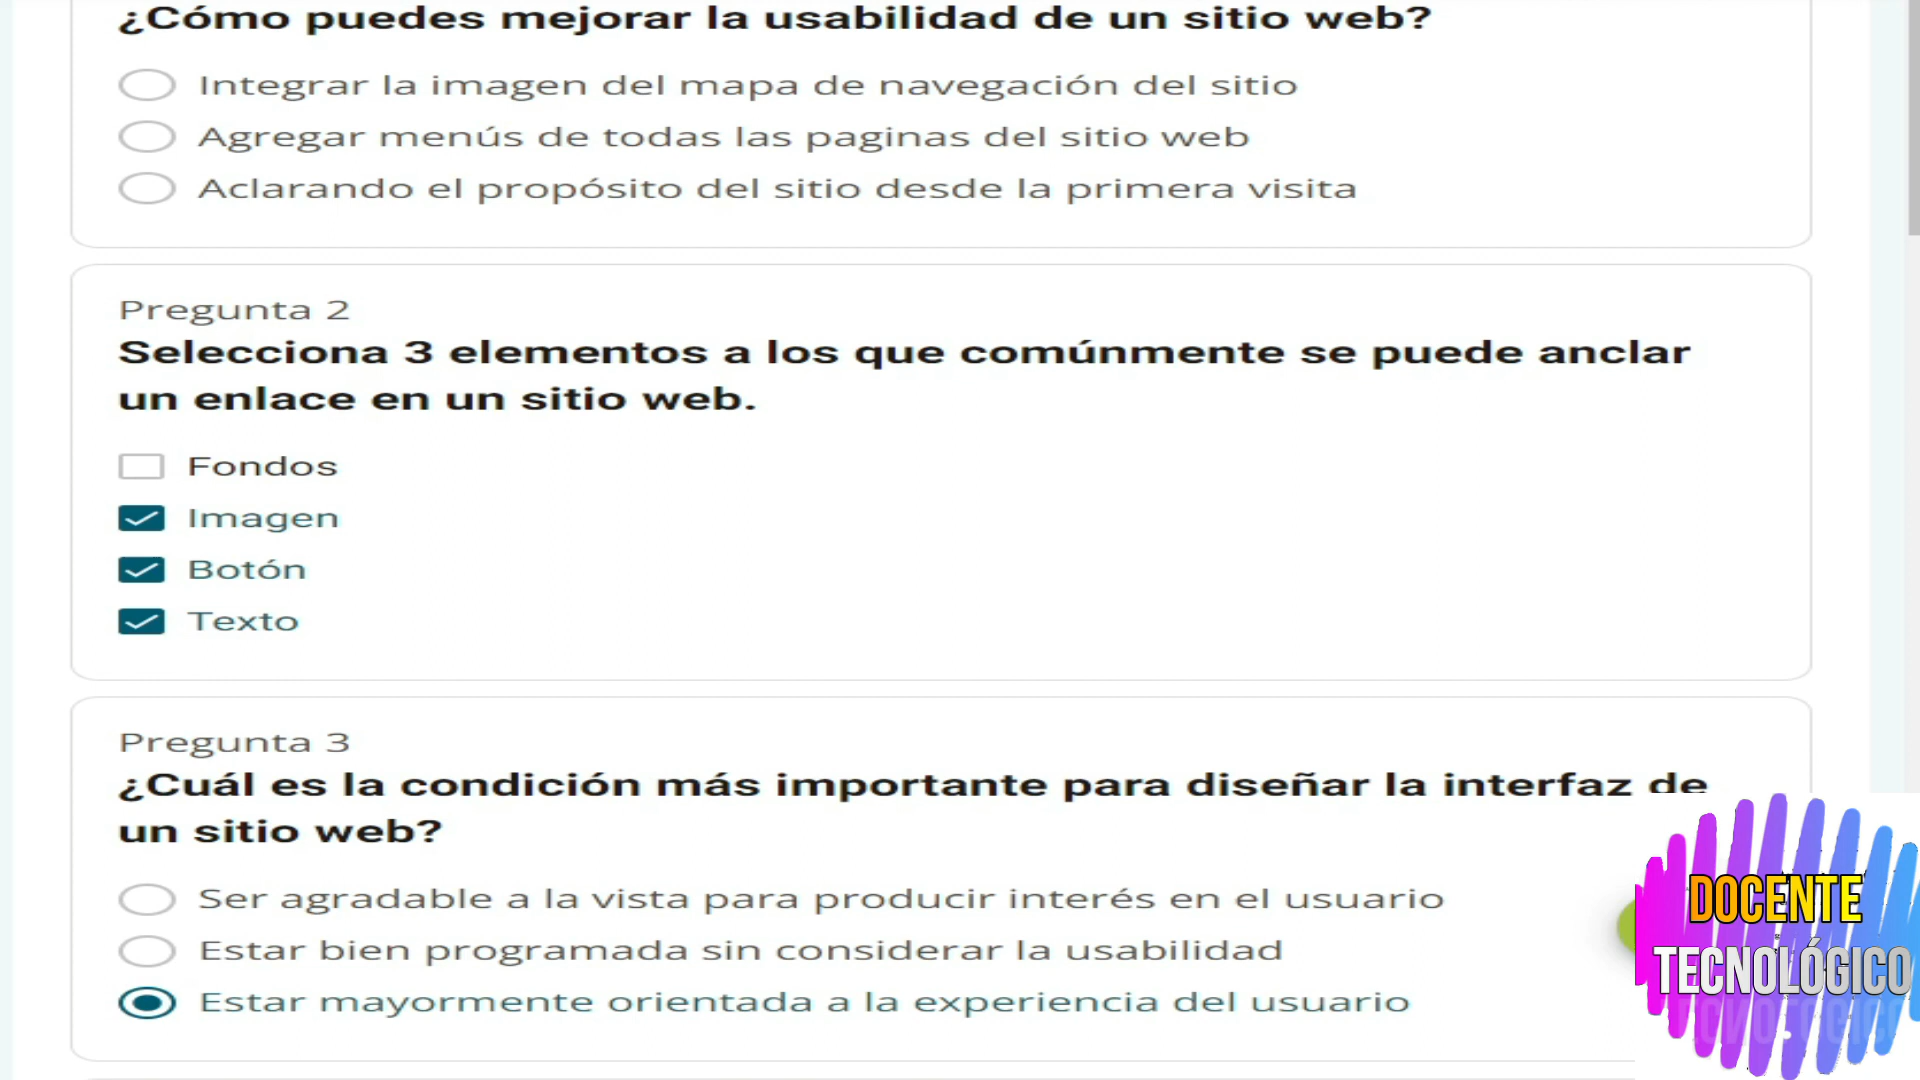 ¿Cómo puedes mejorar la usabilidad de un sitio web?
Integrar la imagen del mapa de navegación del sitio
Agregar menús de todas las paginas del sitio web
Aclarando el propósito del sitio desde la primera visita
Pregunta 2
Selecciona 3 elementos a los que comúnmente se puede anclar
un enlace en un sitio web.
Fondos
Imagen
Botón
Texto
Pregunta 3
¿Cuál es la condición más importante para diseñar la interfaz de
un sitio web?
Ser agradable a la vista para producir interés en el usuario
Estar bien programada sin considerar la usabilidad
Estar mayormente orientada a la experiencia del usuario
DOCENTE
TECNOLÓGICO